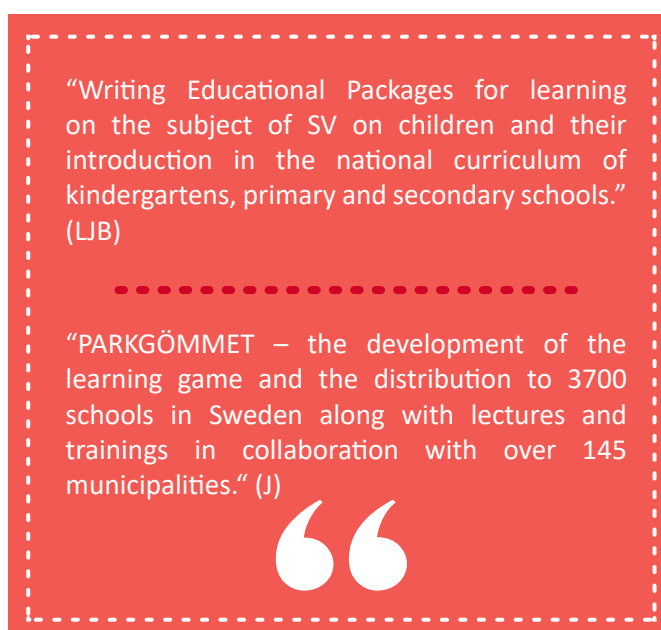 “Writing Educational Packages for learning
on the subject of SV on children and their
introduction in the national curriculum of
kindergartens, primary and secondary schools.”
(LJB)
“PARKGÖMMET – the development of the
learning game and the distribution to 3700
schools in Sweden along with lectures and
trainings in collaboration with over 145
municipalities.“ (J)
“